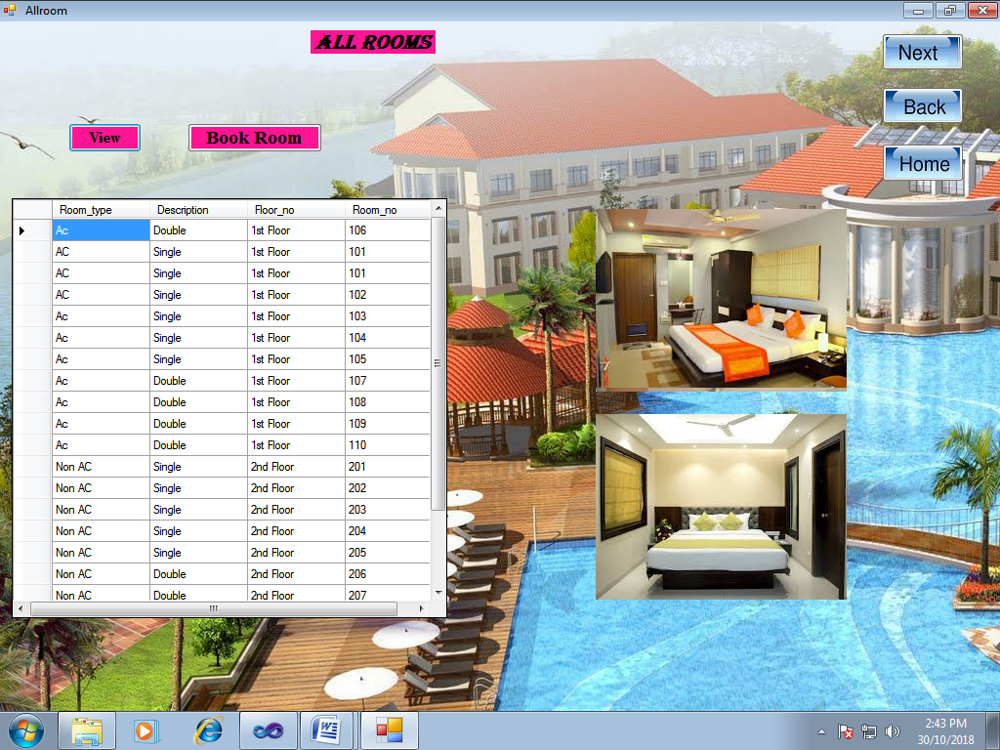 Allroom
ALL ROOMS
Next
Back
Home
View
Book Room
Room_type Description Floor_no Room_no
Ac Double 1st Floor 106
AC Single 1st Floor 101
AC Single 1st Floor 101
AC Single 1st Floor 102
Ac Single 1st Floor 103
Ac Single 1st Floor 104
Ac Single 1st Floor 105
Ac Double 1st Floor 107
Ac Double 1st Floor 108
Ac Double 1st Floor 109
Ac Double 1st Floor 110
Non AC Single 2nd Floor 201
Non AC Single 2nd Floor 202
Non AC Single 2nd Floor 203
Non AC Single 2nd Floor 204
Non AC Single 2nd Floor 205
Non AC Double 2nd Floor 206
Non AC Double 2nd Floor 207
2:43 PM
30/10/2018